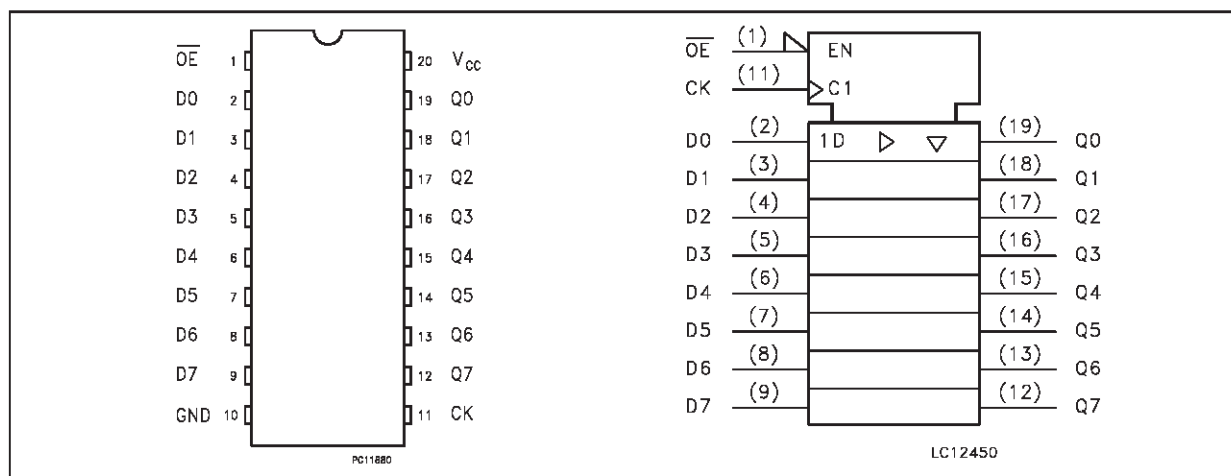 O̅E̅ 1 20 VCC
D0 2 19 Q0
D1 3 18 Q1
D2 4 17 Q2
D3 5 16 Q3
D4 6 15 Q4
D5 7 14 Q5
D6 8 13 Q6
D7 9 12 Q7
GND 10 11 CK
PC11880
O̅E̅ (1) EN
CK (11) C1
D0 (2) 1D (19) Q0
D1 (3) (18) Q1
D2 (4) (17) Q2
D3 (5) (16) Q3
D4 (6) (15) Q4
D5 (7) (14) Q5
D6 (8) (13) Q6
D7 (9) (12) Q7
LC12450